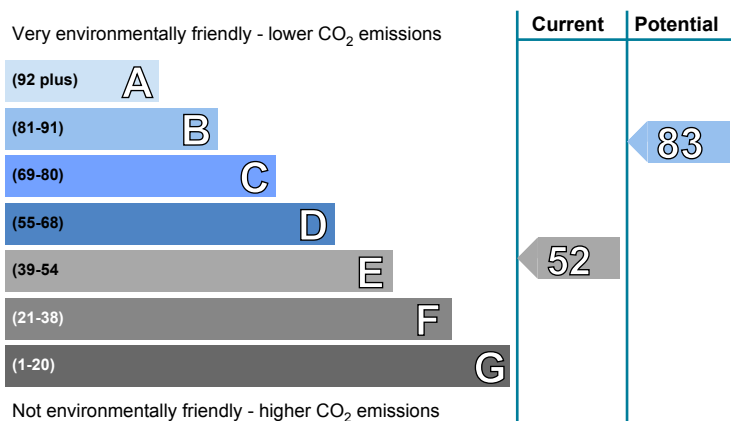 Current Potential
Very environmentally friendly - lower CO2 emissions
(92 plus) A
(81-91) B
83
(69-80) C
(55-68) D
(39-54 E
52
(21-38) F
(1-20) G
Not environmentally friendly - higher CO2 emissions